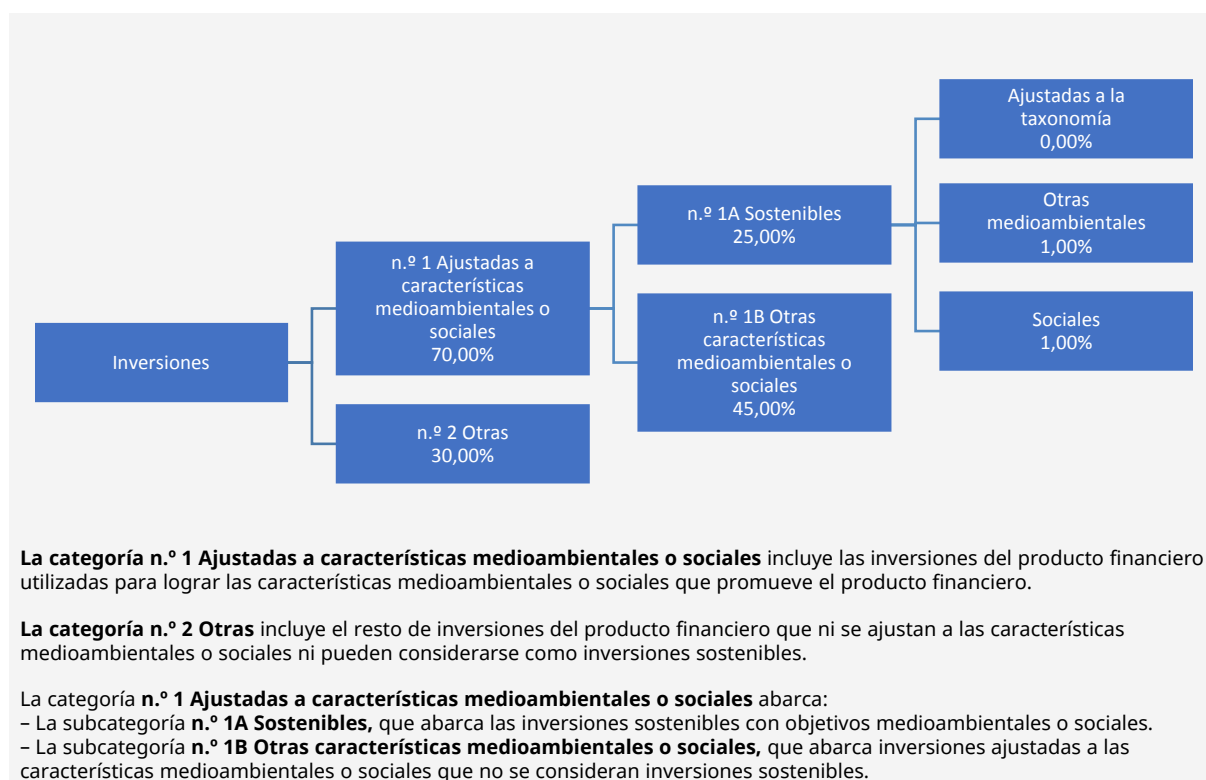 Inversiones
n.º 1 Ajustadas a
características
medioambientales o
sociales
70,00%
n.º 2 Otras
30,00%
n.º 1A Sostenibles
25,00%
n.º 1B Otras
características
medioambientales o
sociales
45,00%
Ajustadas a la
taxonomía
0,00%
Otras
medioambientales
1,00%
Sociales
1,00%
La categoría n.º 1 Ajustadas a características medioambientales o sociales incluye las inversiones del producto financiero
utilizadas para lograr las características medioambientales o sociales que promueve el producto financiero.
La categoría n.º 2 Otras incluye el resto de inversiones del producto financiero que ni se ajustan a las características
medioambientales o sociales ni pueden considerarse como inversiones sostenibles.
La categoría n.º 1 Ajustadas a características medioambientales o sociales abarca:
– La subcategoría n.º 1A Sostenibles, que abarca las inversiones sostenibles con objetivos medioambientales o sociales.
– La subcategoría n.º 1B Otras características medioambientales o sociales, que abarca inversiones ajustadas a las
características medioambientales o sociales que no se consideran inversiones sostenibles.